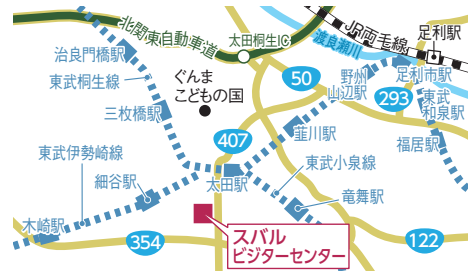 北関東自動車道
太田桐生IC
渡良瀬川
JR両毛線
足利駅
治良門橋駅
東武桐生線
ぐんま
こどもの国
50
野州
山辺駅
足利市駅
293
東武
和泉駅
三枚橋駅
407
韮川駅
福居駅
東武伊勢崎線
細谷駅
太田駅
東武小泉線
竜舞駅
木崎駅
354
スバル
ビジターセンター
122